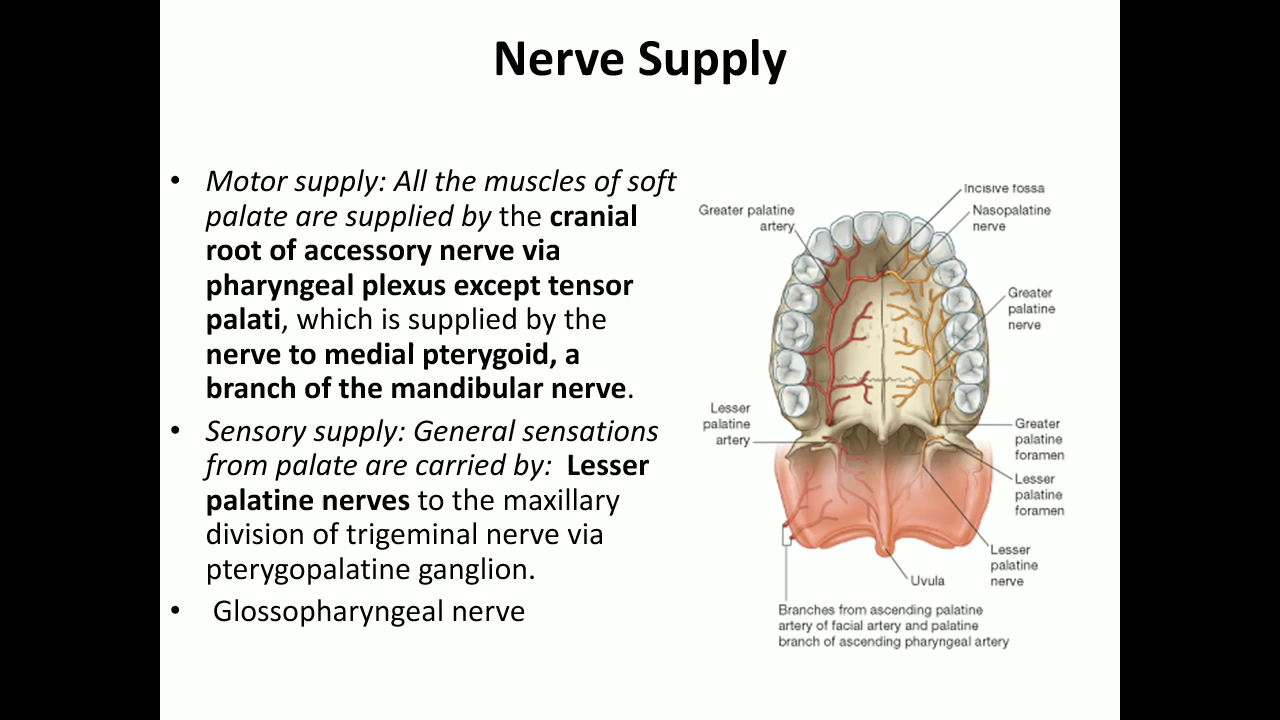 Nerve Supply
• Motor supply: All the muscles of soft
palate are supplied by the cranial
root of accessory nerve via
pharyngeal plexus except tensor
palati, which is supplied by the
nerve to medial pterygoid, a
branch of the mandibular nerve.
• Sensory supply: General sensations
from palate are carried by: Lesser
palatine nerves to the maxillary
division of trigeminal nerve via
pterygopalatine ganglion.
• Glossopharyngeal nerve
Incisive fossa
Greater palatine
artery
Nasopalatine
nerve
Greater
palatine
nerve
Lesser
palatine
artery
Greater
palatine
foramen
Lesser
palatine
foramen
Lesser
palatine
nerve
Uvula
Branches from ascending palatine
artery of facial artery and palatine
branch of ascending pharyngeal artery